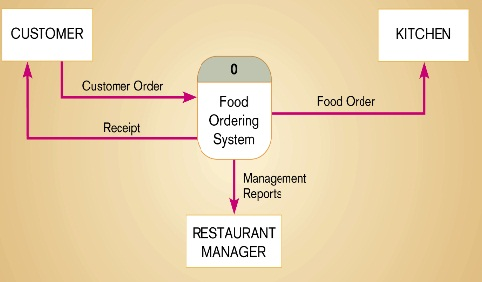 CUSTOMER
KITCHEN
0
Customer Order
Food
Ordering
System
Food Order
Receipt
Management
Reports
RESTAURANT
MANAGER